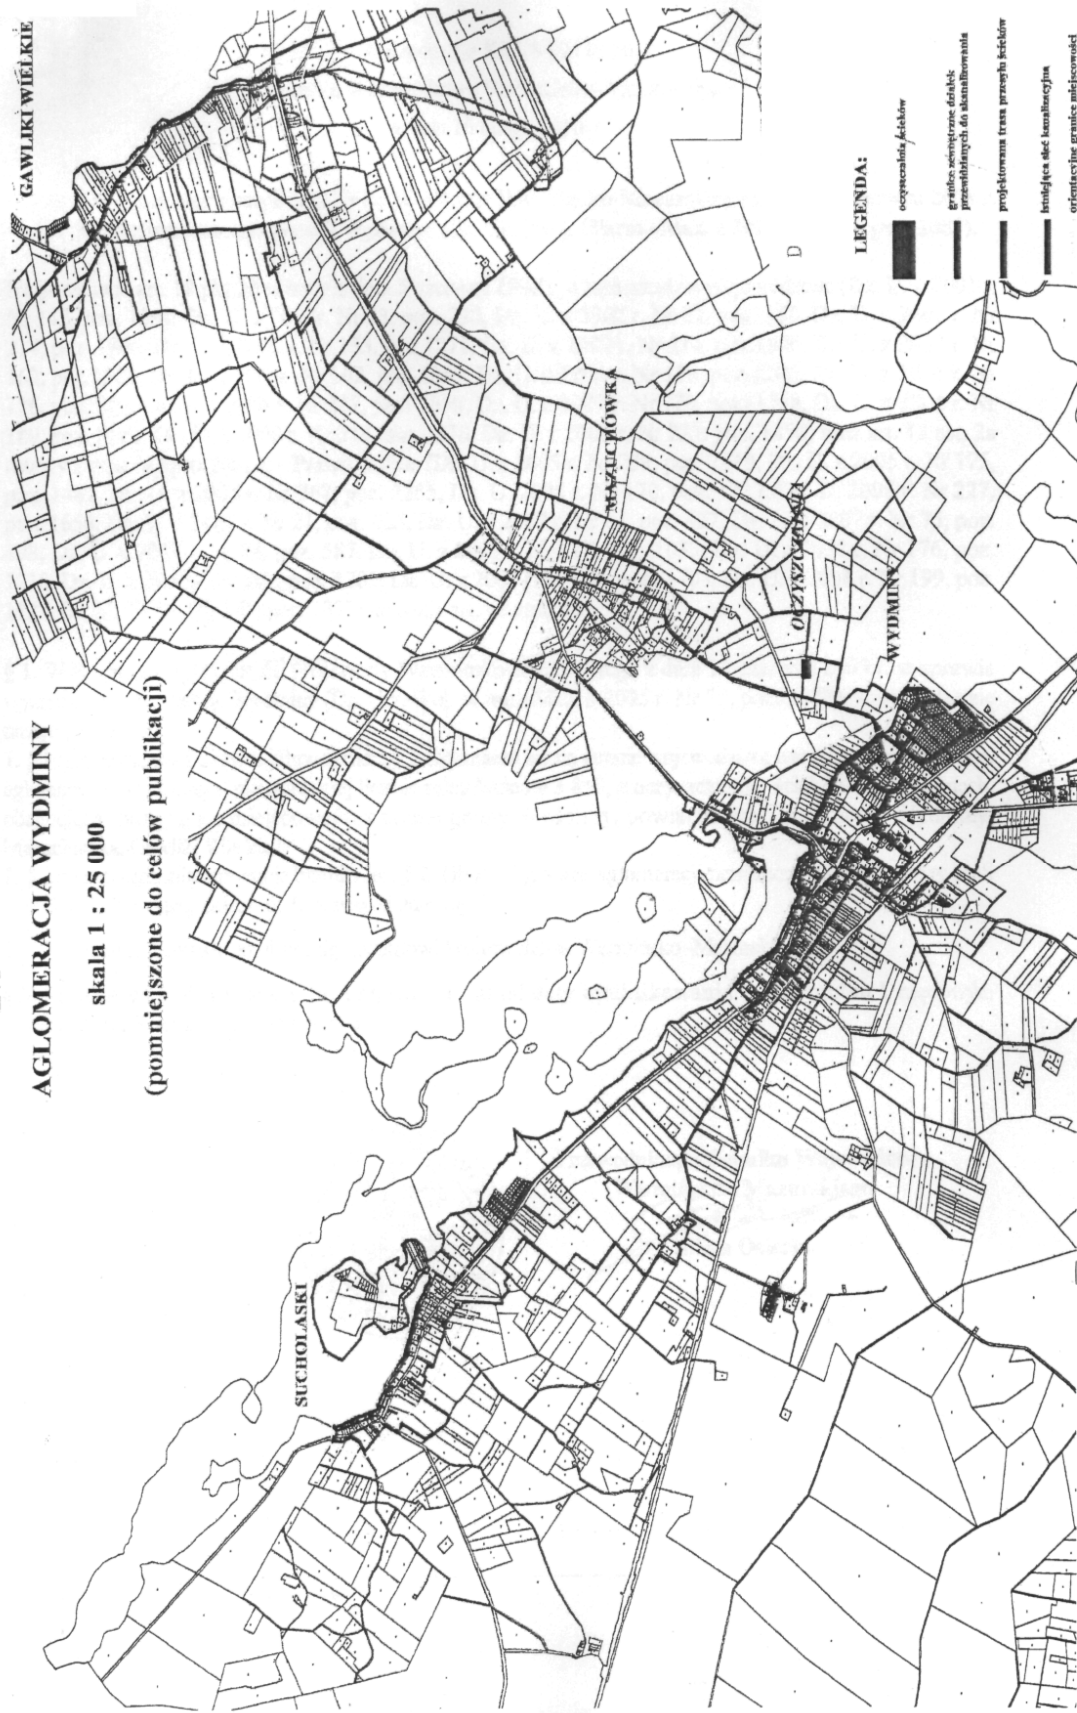 AGLOMERACJA WYDMINY
skala 1 : 25 000
(pomniejszone do celów publikacji)
GAWLIKI WIELKIE
MAZUCHÓWKA
OCZYSZCZALNIA
WYDMINY
SUCHOLASKI
D
LEGENDA:
oczyszczalnia ścieków
granice zewnętrzne działek
przewidzianych do skanalizowania
projektowana trasa przesyłu ścieków
istniejąca sieć kanalizacyjna
orientacyjne granice miejscowości